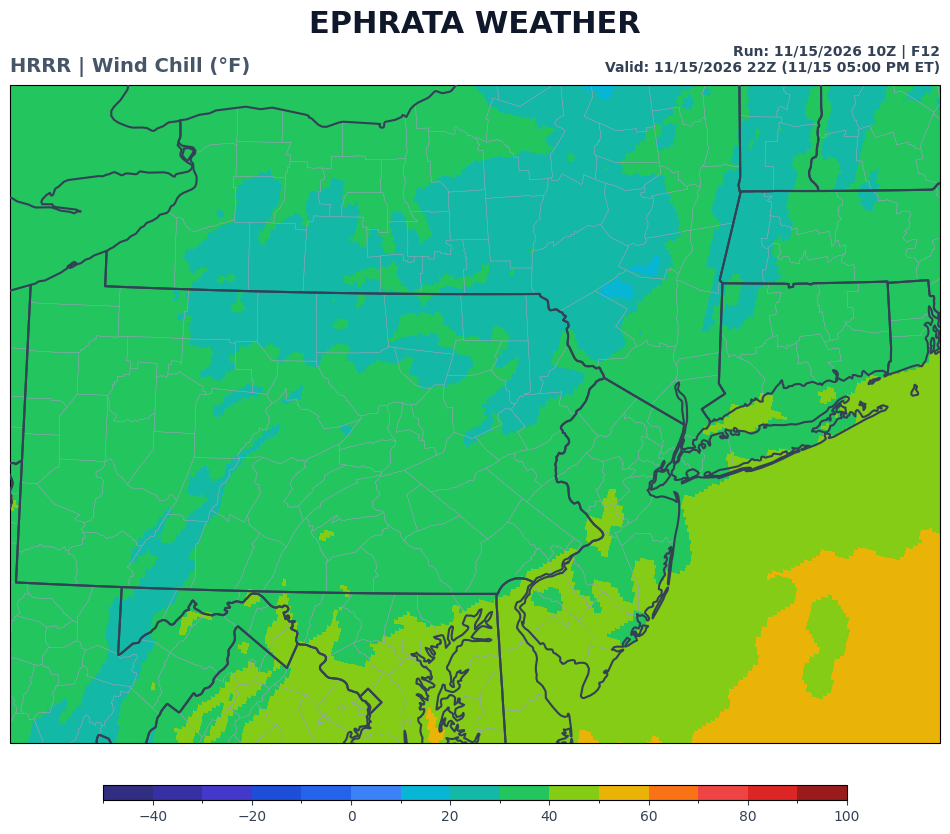 EPHRATA WEATHER
HRRR | Wind Chill (°F)
Run: 11/15/2026 10Z | F12
Valid: 11/15/2026 22Z (11/15 05:00 PM ET)
−40 −20 0 20 40 60 80 100